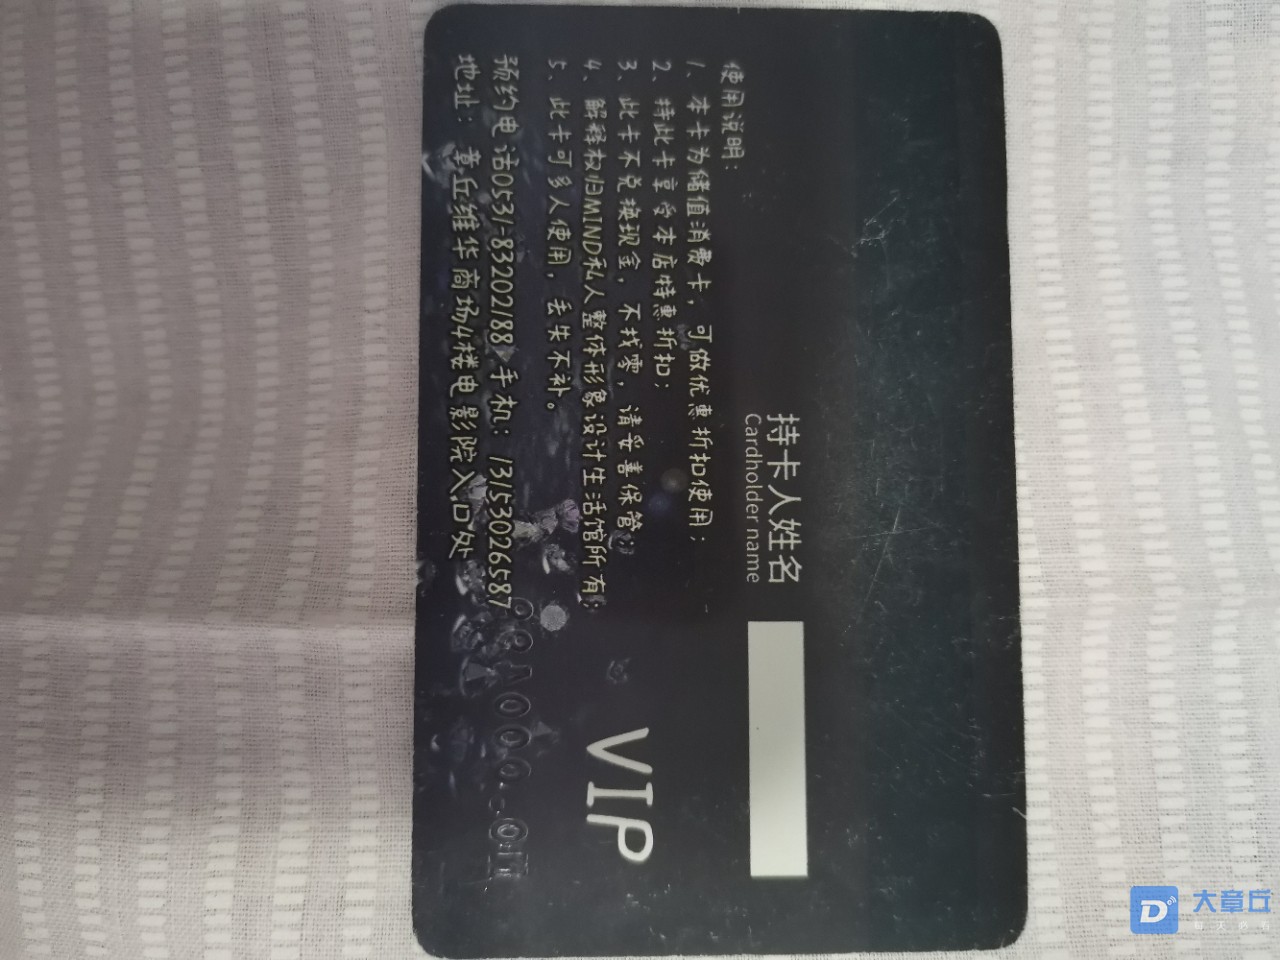 持卡人姓名
Cardholder name
使用说明：
1、本卡为储值消费卡，可做优惠折扣使用；
2、持此卡享受本店特惠折扣；
3、此卡不兑换现金，不找零，请妥善保管；
4、解释权归MIND私人整体形象设计生活馆所有；
5、此卡可多人使用，丢失不补。
预约电话0531-83202188 手机：13153026587
地址：章丘维华商场4楼电影院入口处
VIP
大章丘